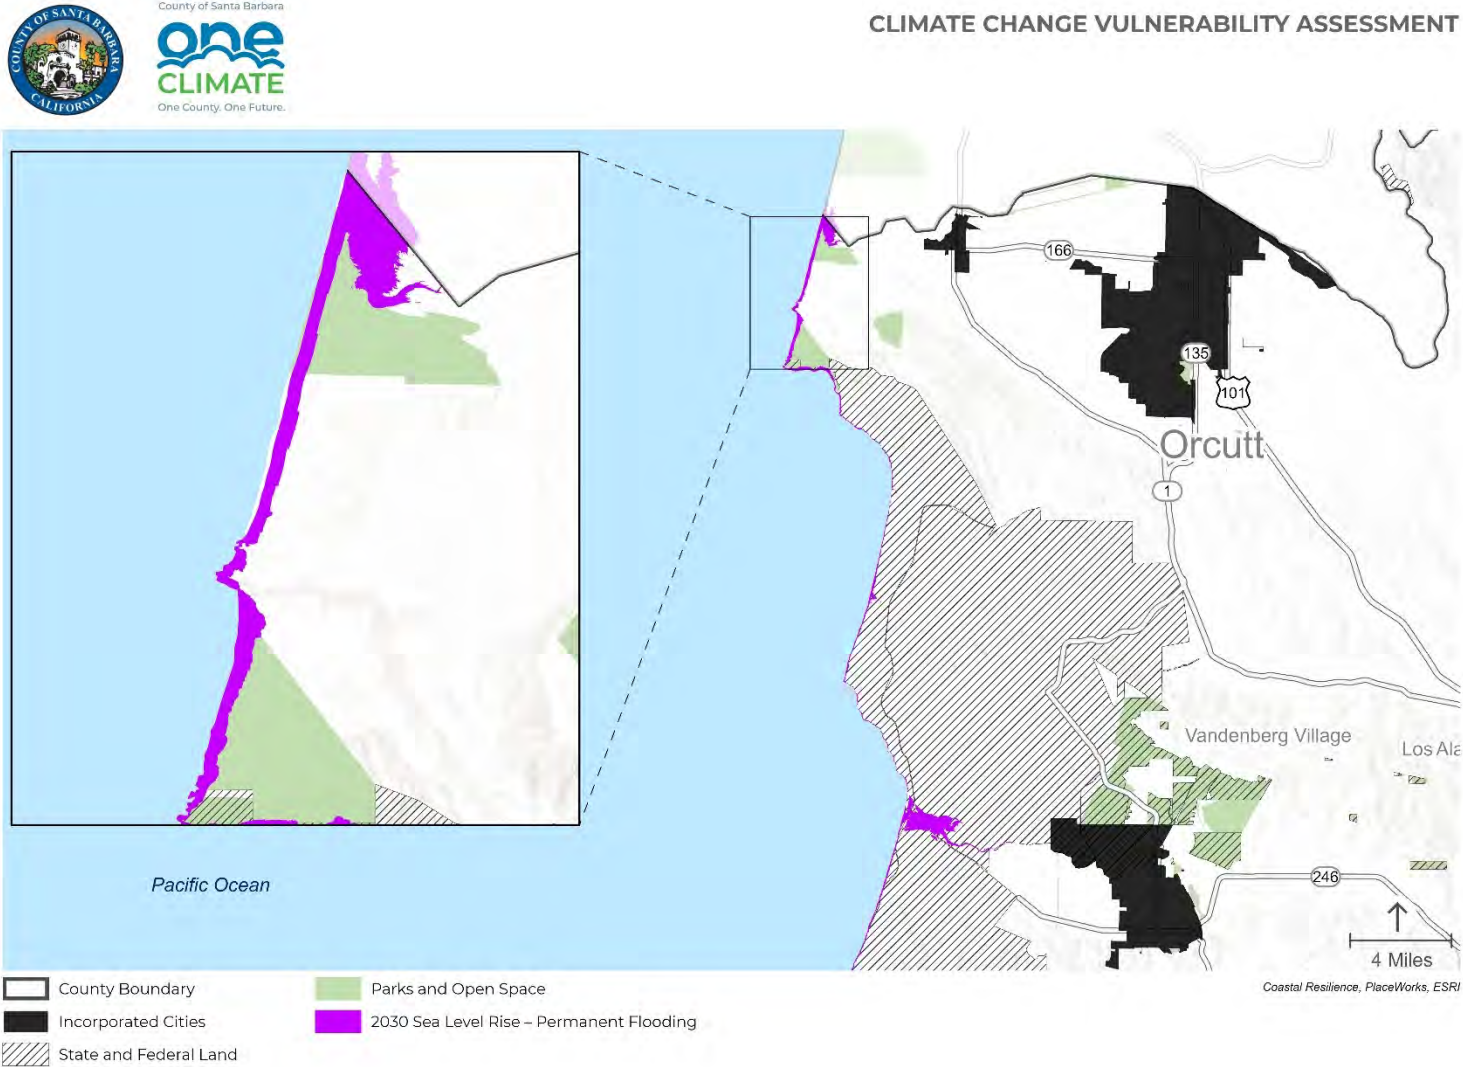 County of Santa Barbara
COUNTY OF SANTA BARBARA
CALIFORNIA
one
CLIMATE
One County. One Future.
CLIMATE CHANGE VULNERABILITY ASSESSMENT
166
135
101
Orcutt
1
Vandenberg Village
Los Ala
246
Pacific Ocean
4 Miles
Coastal Resilience, PlaceWorks, ESRI
County Boundary
Parks and Open Space
Incorporated Cities
2030 Sea Level Rise – Permanent Flooding
State and Federal Land